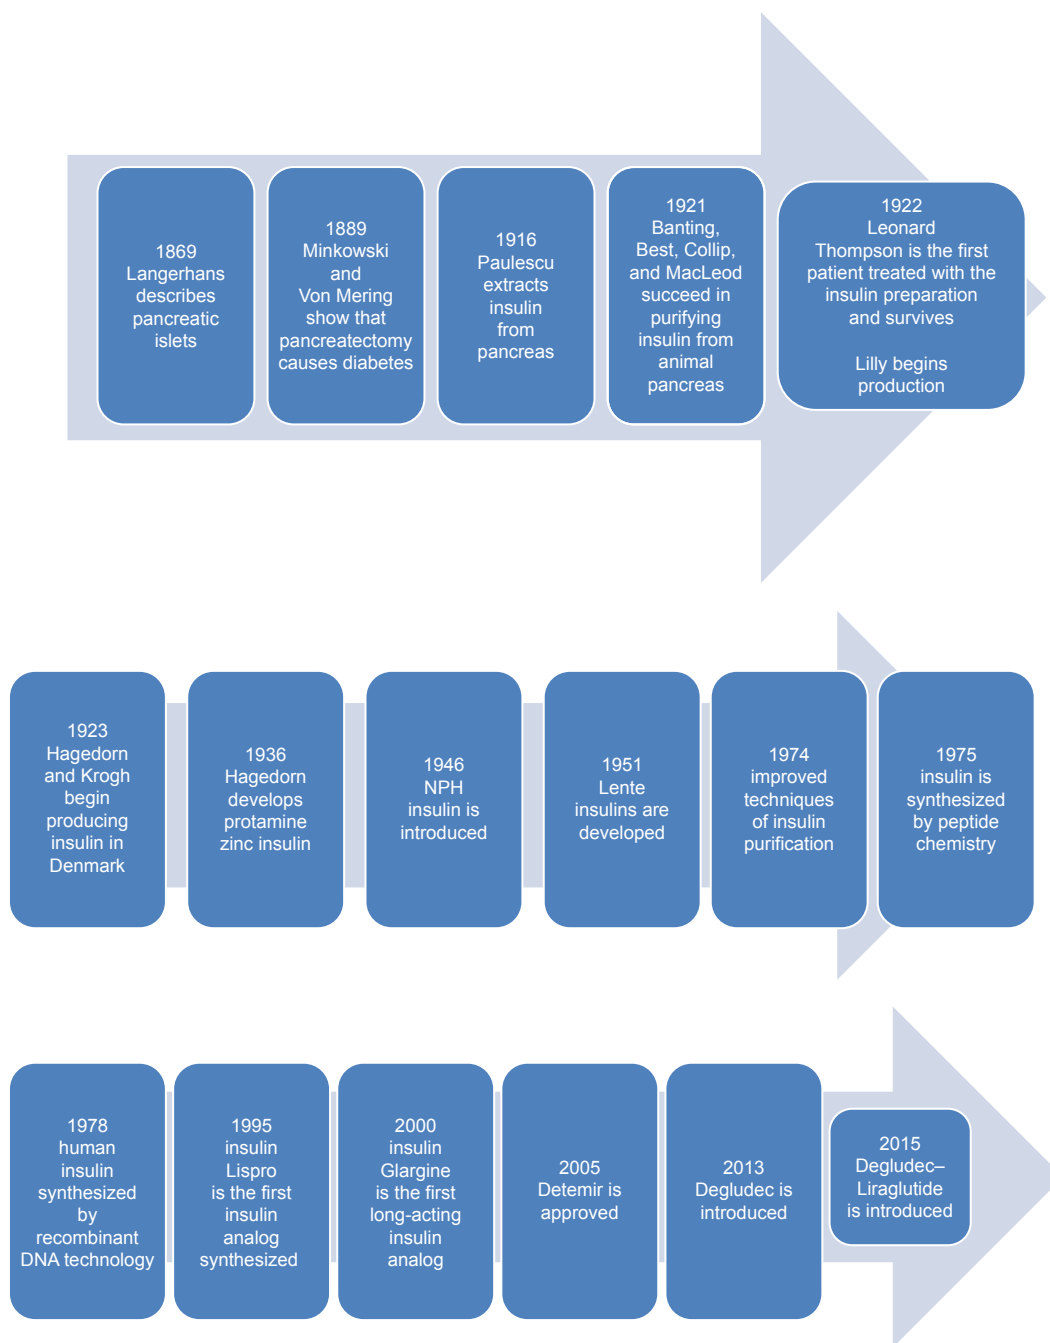 1869
Langerhans
describes
pancreatic
islets
1889
Minkowski
and
Von Mering
show that
pancreatectomy
causes diabetes
1916
Paulescu
extracts
insulin
from
pancreas
1921
Banting,
Best, Collip,
and MacLeod
succeed in
purifying
insulin from
animal
pancreas
1922
Leonard
Thompson is the first
patient treated with the
insulin preparation
and survives
Lilly begins
production
1923
Hagedorn
and Krogh
begin
producing
insulin in
Denmark
1936
Hagedorn
develops
protamine
zinc insulin
1946
NPH
insulin is
introduced
1951
Lente
insulins are
developed
1974
improved
techniques
of insulin
purification
1975
insulin is
synthesized
by peptide
chemistry
1978
human
insulin
synthesized
by
recombinant
DNA technology
1995
insulin
Lispro
is the first
insulin
analog
synthesized
2000
insulin
Glargine
is the first
long-acting
insulin
analog
2005
Detemir is
approved
2013
Degludec is
introduced
2015
Degludec–
Liraglutide
is introduced